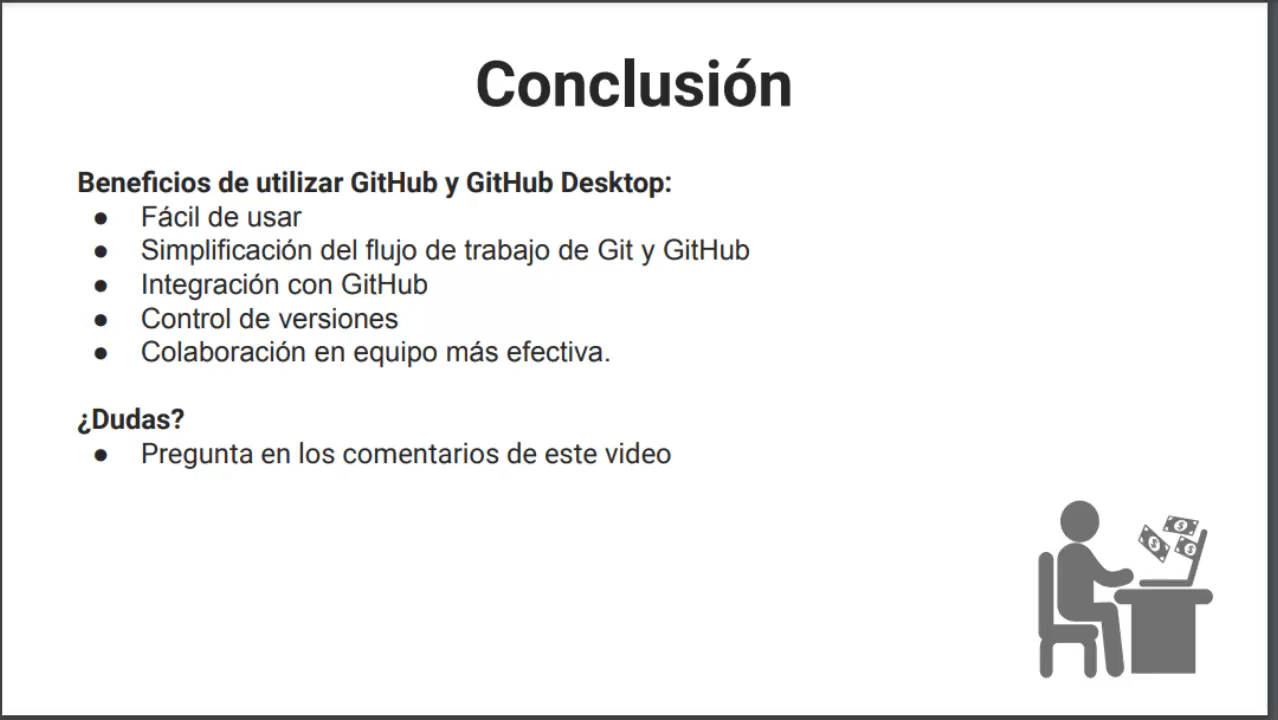 Conclusión
Beneficios de utilizar GitHub y GitHub Desktop:
● Fácil de usar
● Simplificación del flujo de trabajo de Git y GitHub
● Integración con GitHub
● Control de versiones
● Colaboración en equipo más efectiva.
¿Dudas?
● Pregunta en los comentarios de este video